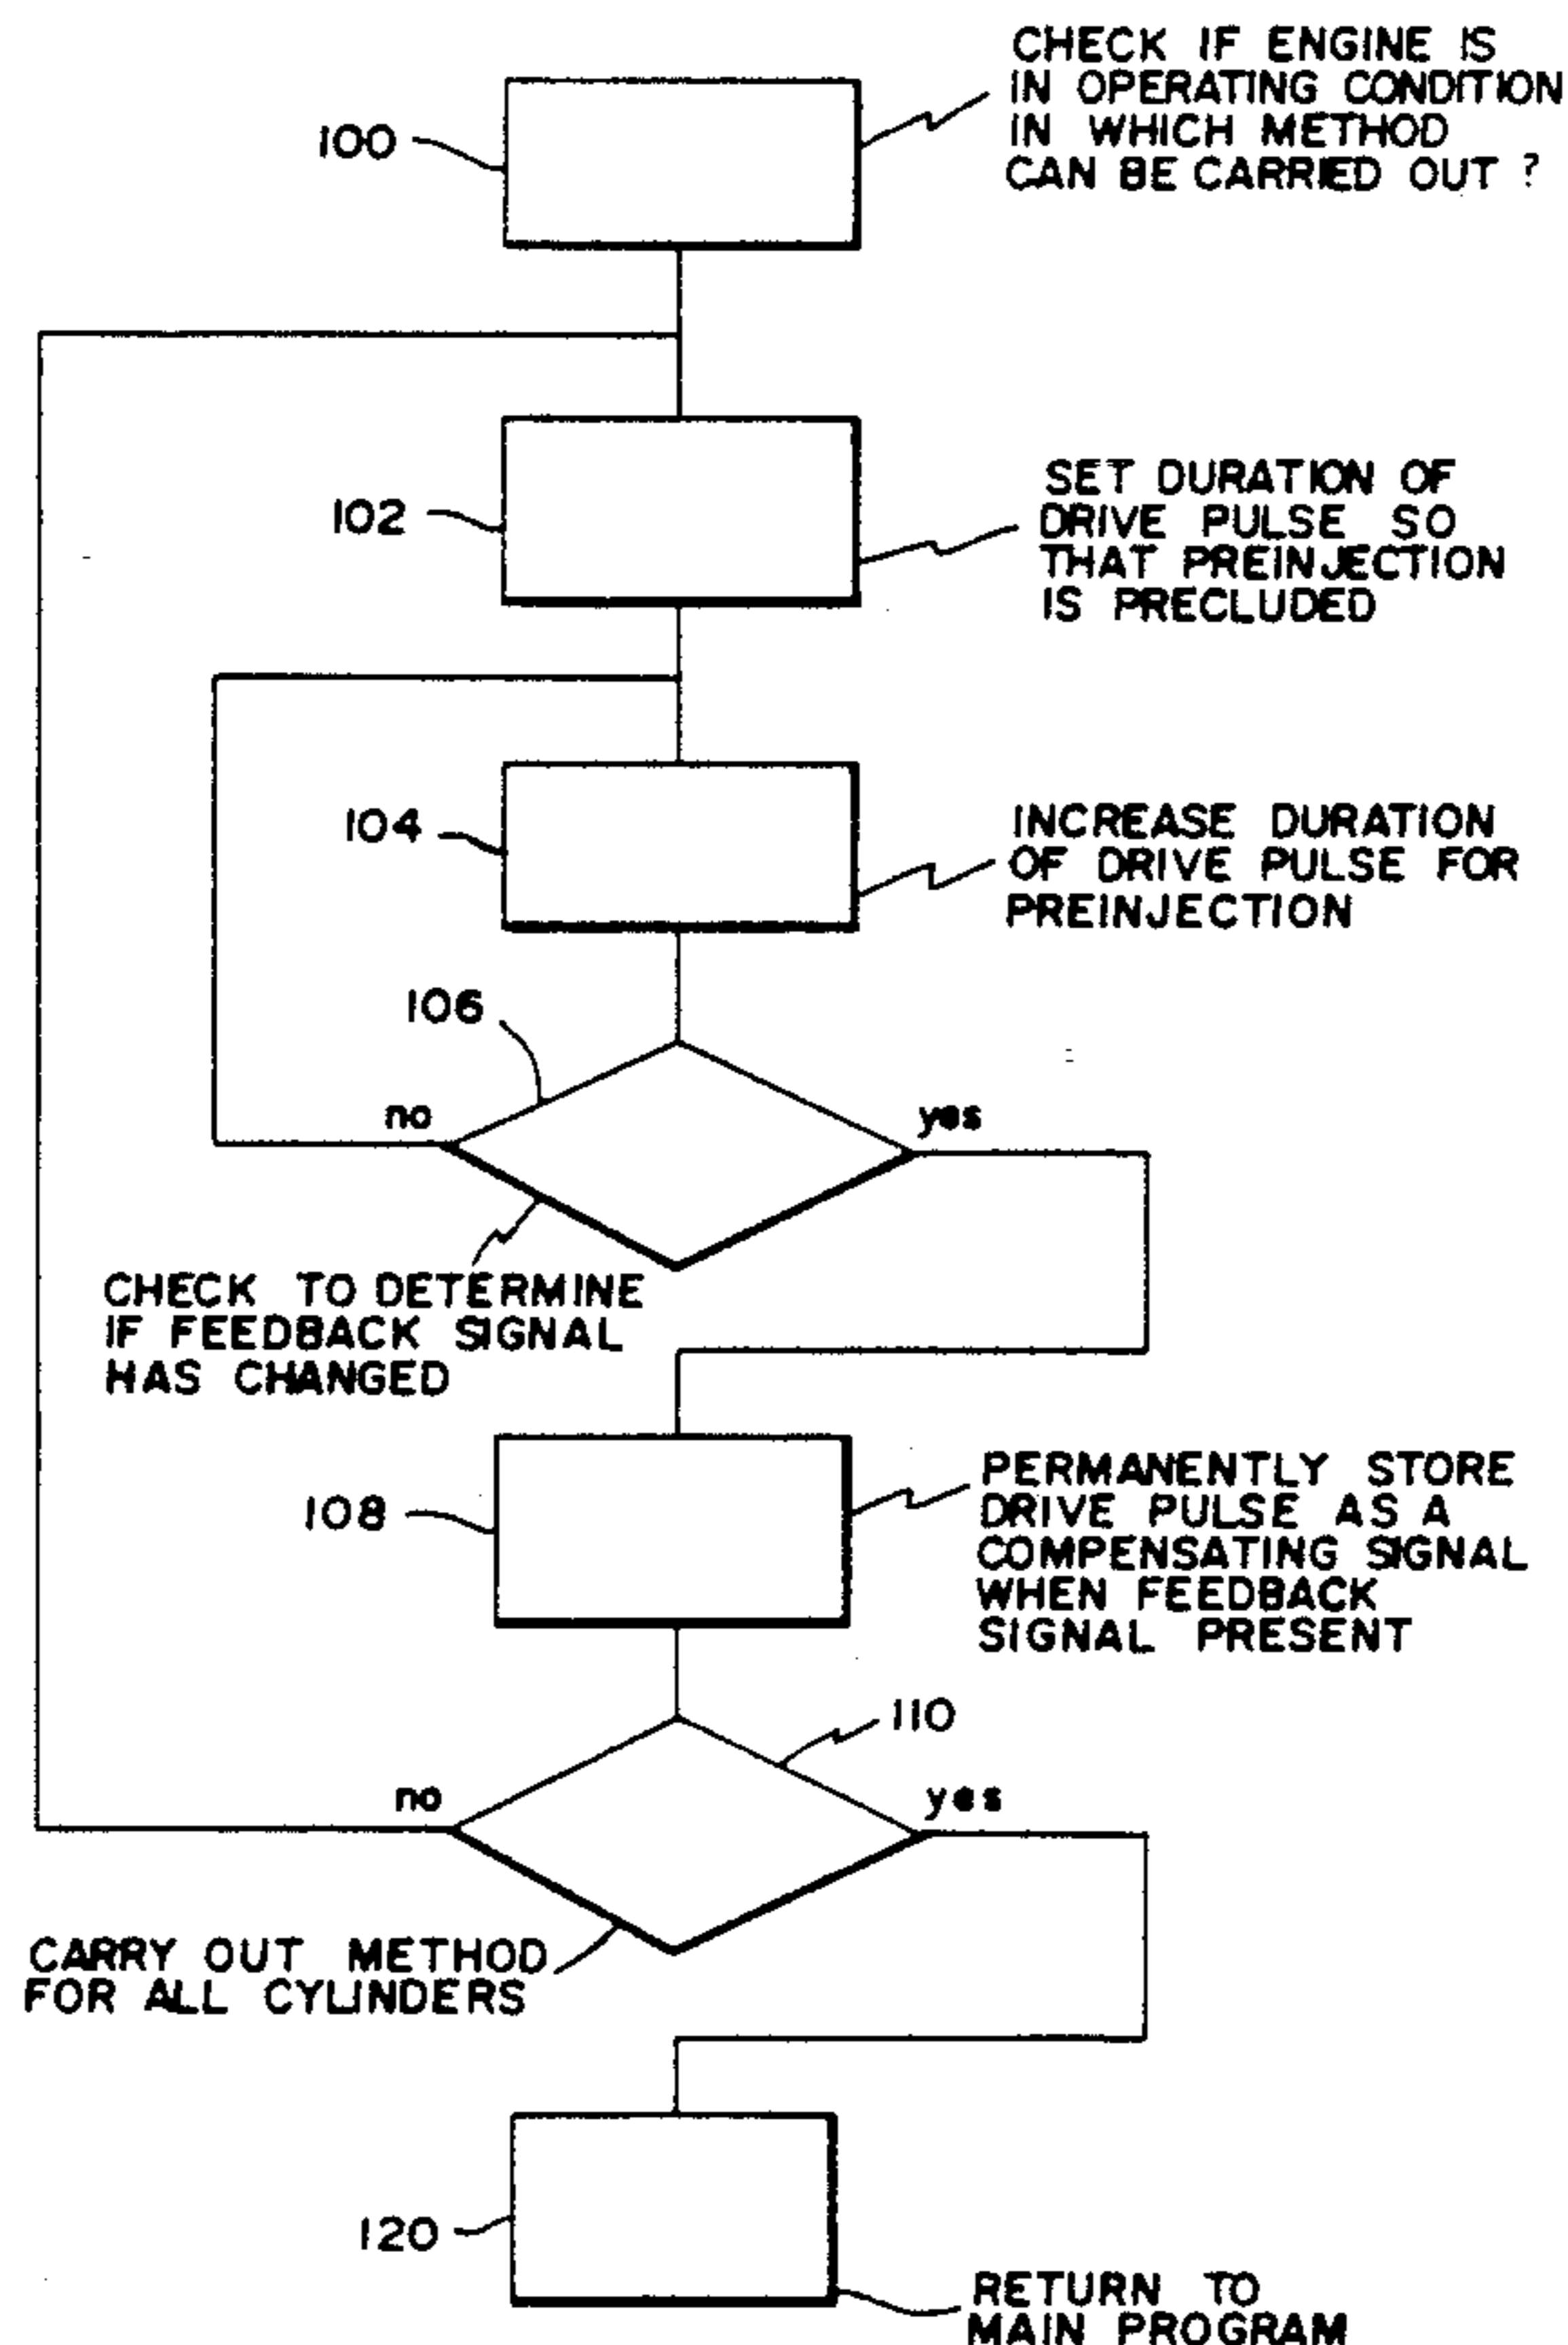 CHECK IF ENGINE IS
IN OPERATING CONDITION
IN WHICH METHOD
CAN BE CARRIED OUT ?
100
SET DURATION OF
DRIVE PULSE SO
THAT PREINJECTION
IS PRECLUDED
102
INCREASE DURATION
OF DRIVE PULSE FOR
PREINJECTION
104
106
no
yes
CHECK TO DETERMINE
IF FEEDBACK SIGNAL
HAS CHANGED
PERMANENTLY STORE
DRIVE PULSE AS A
COMPENSATING SIGNAL
WHEN FEEDBACK
SIGNAL PRESENT
108
110
no
yes
CARRY OUT METHOD
FOR ALL CYLINDERS
120
RETURN TO
MAIN PROGRAM